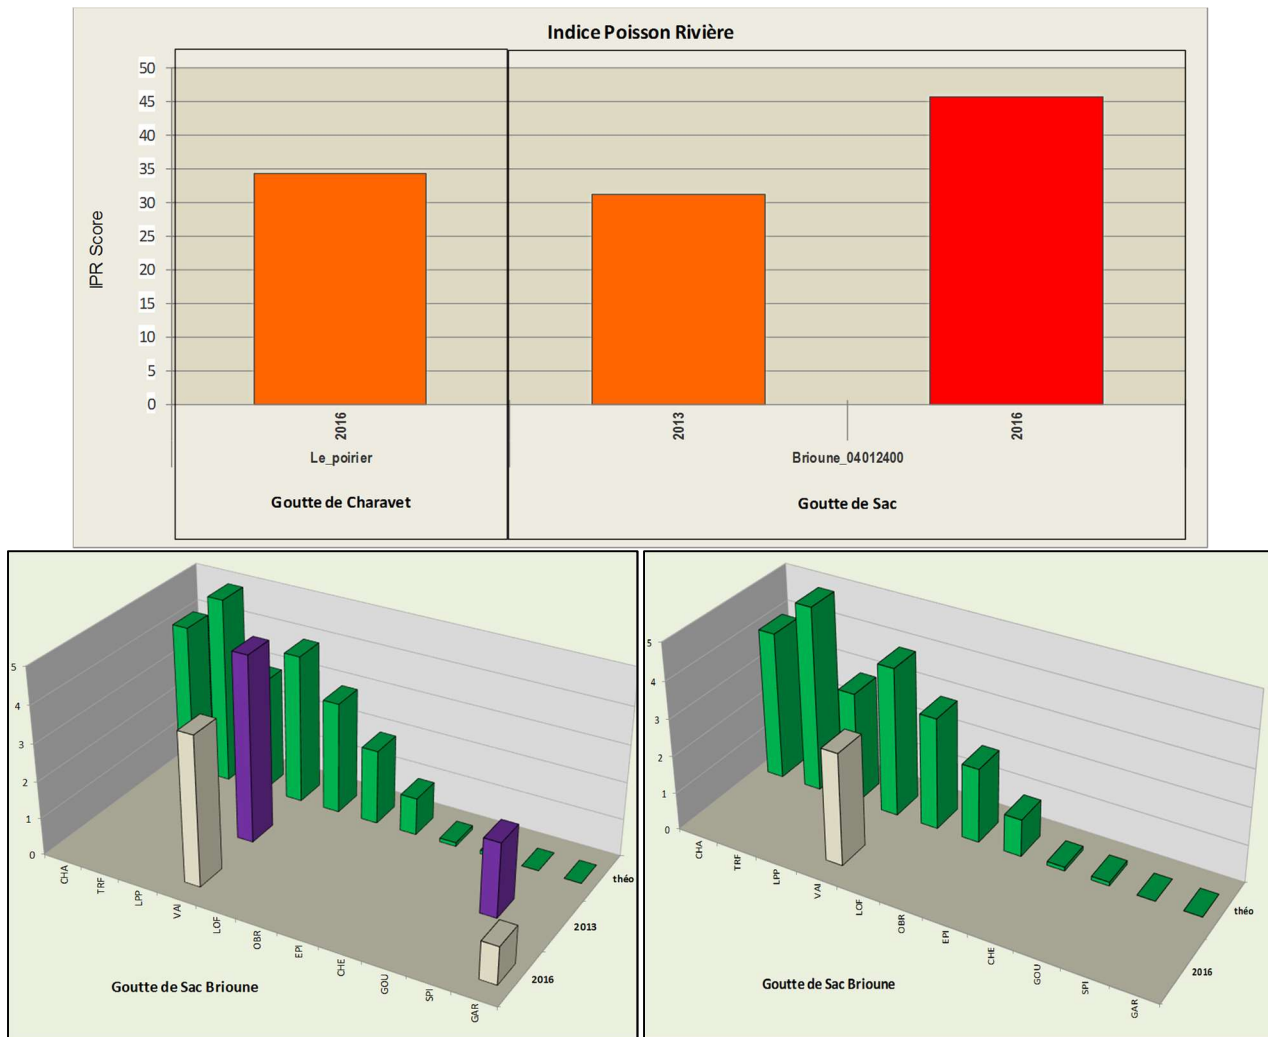 Indice Poisson Rivière
IPR Score
50
45
40
35
30
25
20
15
10
5
0
2016
2013
2016
Le_poirier
Brioune_04012400
Goutte de Charavet
Goutte de Sac
5
4
3
2
1
0
CHA
TRF
LPP
VAI
LOF
OBR
EPI
CHE
GOU
SPI
GAR
théo
2013
2016
Goutte de Sac Brioune
5
4
3
2
1
0
CHA
TRF
LPP
VAI
LOF
OBR
EPI
CHE
GOU
SPI
GAR
théo
2016
Goutte de Sac Brioune